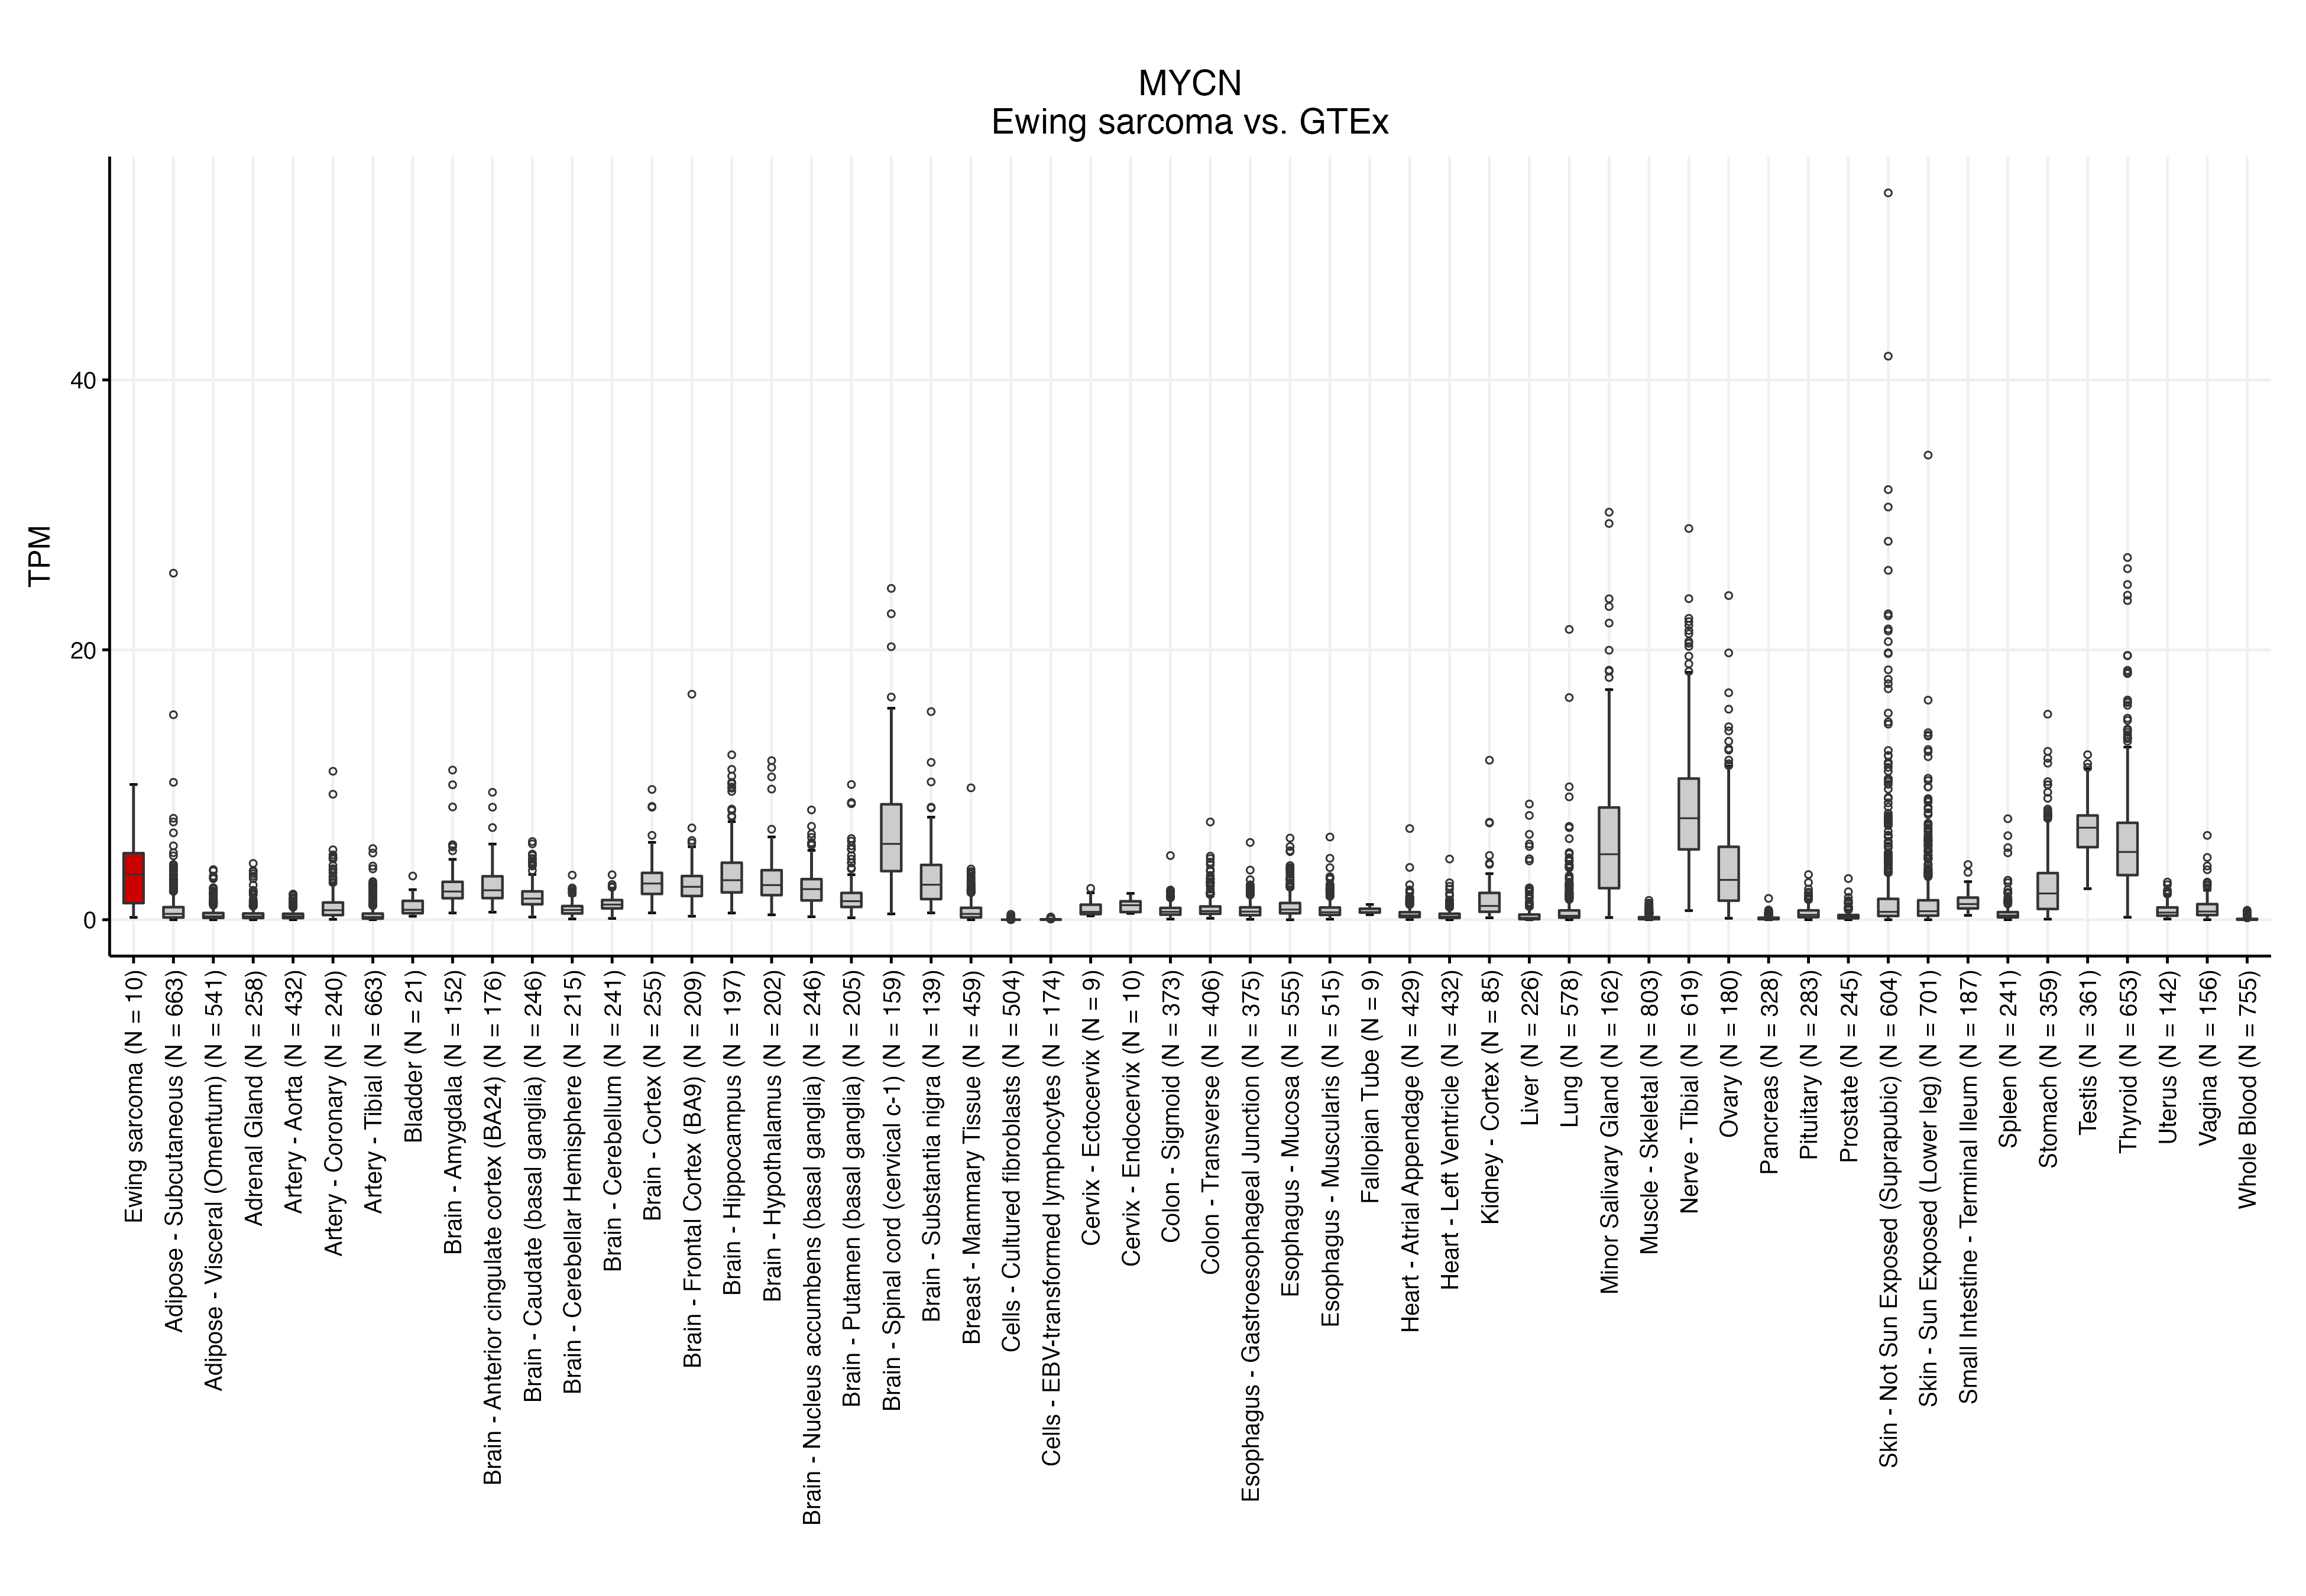 MYCN
Ewing sarcoma vs. GTEx
TPM
40
20
0
Ewing sarcoma (N = 10)
Adipose - Subcutaneous (N = 663)
Adipose - Visceral (Omentum) (N = 541)
Adrenal Gland (N = 258)
Artery - Aorta (N = 432)
Artery - Coronary (N = 240)
Artery - Tibial (N = 663)
Bladder (N = 21)
Brain - Amygdala (N = 152)
Brain - Anterior cingulate cortex (BA24) (N = 176)
Brain - Caudate (basal ganglia) (N = 246)
Brain - Cerebellar Hemisphere (N = 215)
Brain - Cerebellum (N = 241)
Brain - Cortex (N = 255)
Brain - Frontal Cortex (BA9) (N = 209)
Brain - Hippocampus (N = 197)
Brain - Hypothalamus (N = 202)
Brain - Nucleus accumbens (basal ganglia) (N = 246)
Brain - Putamen (basal ganglia) (N = 205)
Brain - Spinal cord (cervical c-1) (N = 159)
Brain - Substantia nigra (N = 139)
Breast - Mammary Tissue (N = 459)
Cells - Cultured fibroblasts (N = 504)
Cells - EBV-transformed lymphocytes (N = 174)
Cervix - Ectocervix (N = 9)
Cervix - Endocervix (N = 10)
Colon - Sigmoid (N = 373)
Colon - Transverse (N = 406)
Esophagus - Gastroesophageal Junction (N = 375)
Esophagus - Mucosa (N = 555)
Esophagus - Muscularis (N = 515)
Fallopian Tube (N = 9)
Heart - Atrial Appendage (N = 429)
Heart - Left Ventricle (N = 432)
Kidney - Cortex (N = 85)
Liver (N = 226)
Lung (N = 578)
Minor Salivary Gland (N = 162)
Muscle - Skeletal (N = 803)
Nerve - Tibial (N = 619)
Ovary (N = 180)
Pancreas (N = 328)
Pituitary (N = 283)
Prostate (N = 245)
Skin - Not Sun Exposed (Suprapubic) (N = 604)
Skin - Sun Exposed (Lower leg) (N = 701)
Small Intestine - Terminal Ileum (N = 187)
Spleen (N = 241)
Stomach (N = 359)
Testis (N = 361)
Thyroid (N = 653)
Uterus (N = 142)
Vagina (N = 156)
Whole Blood (N = 755)